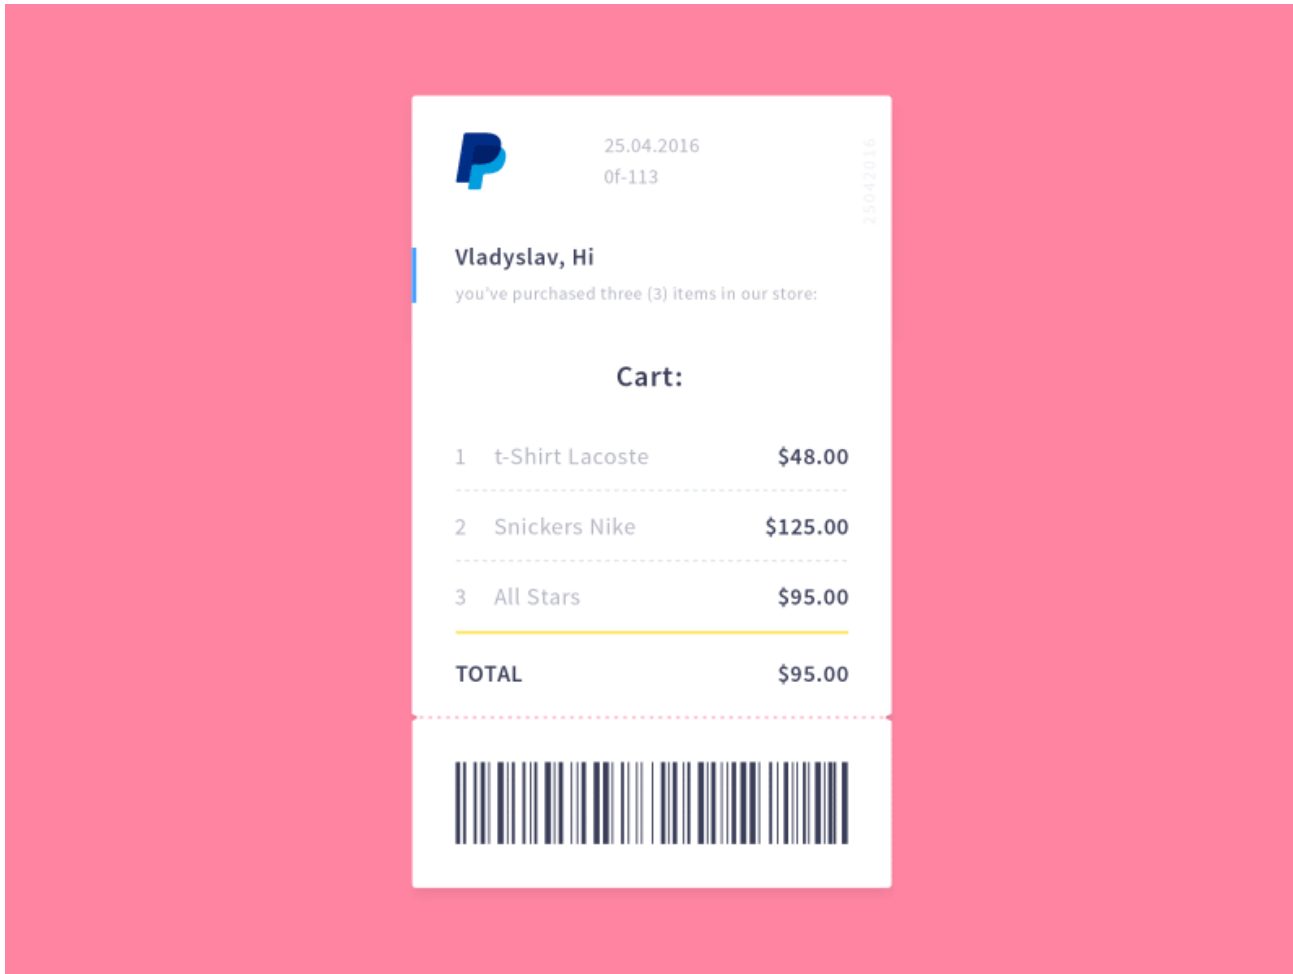 25.04.2016
0f-113
25042016
Vladyslav, Hi
you've purchased three (3) items in our store:
Cart:
1 t-Shirt Lacoste $48.00
2 Snickers Nike $125.00
3 All Stars $95.00
TOTAL $95.00